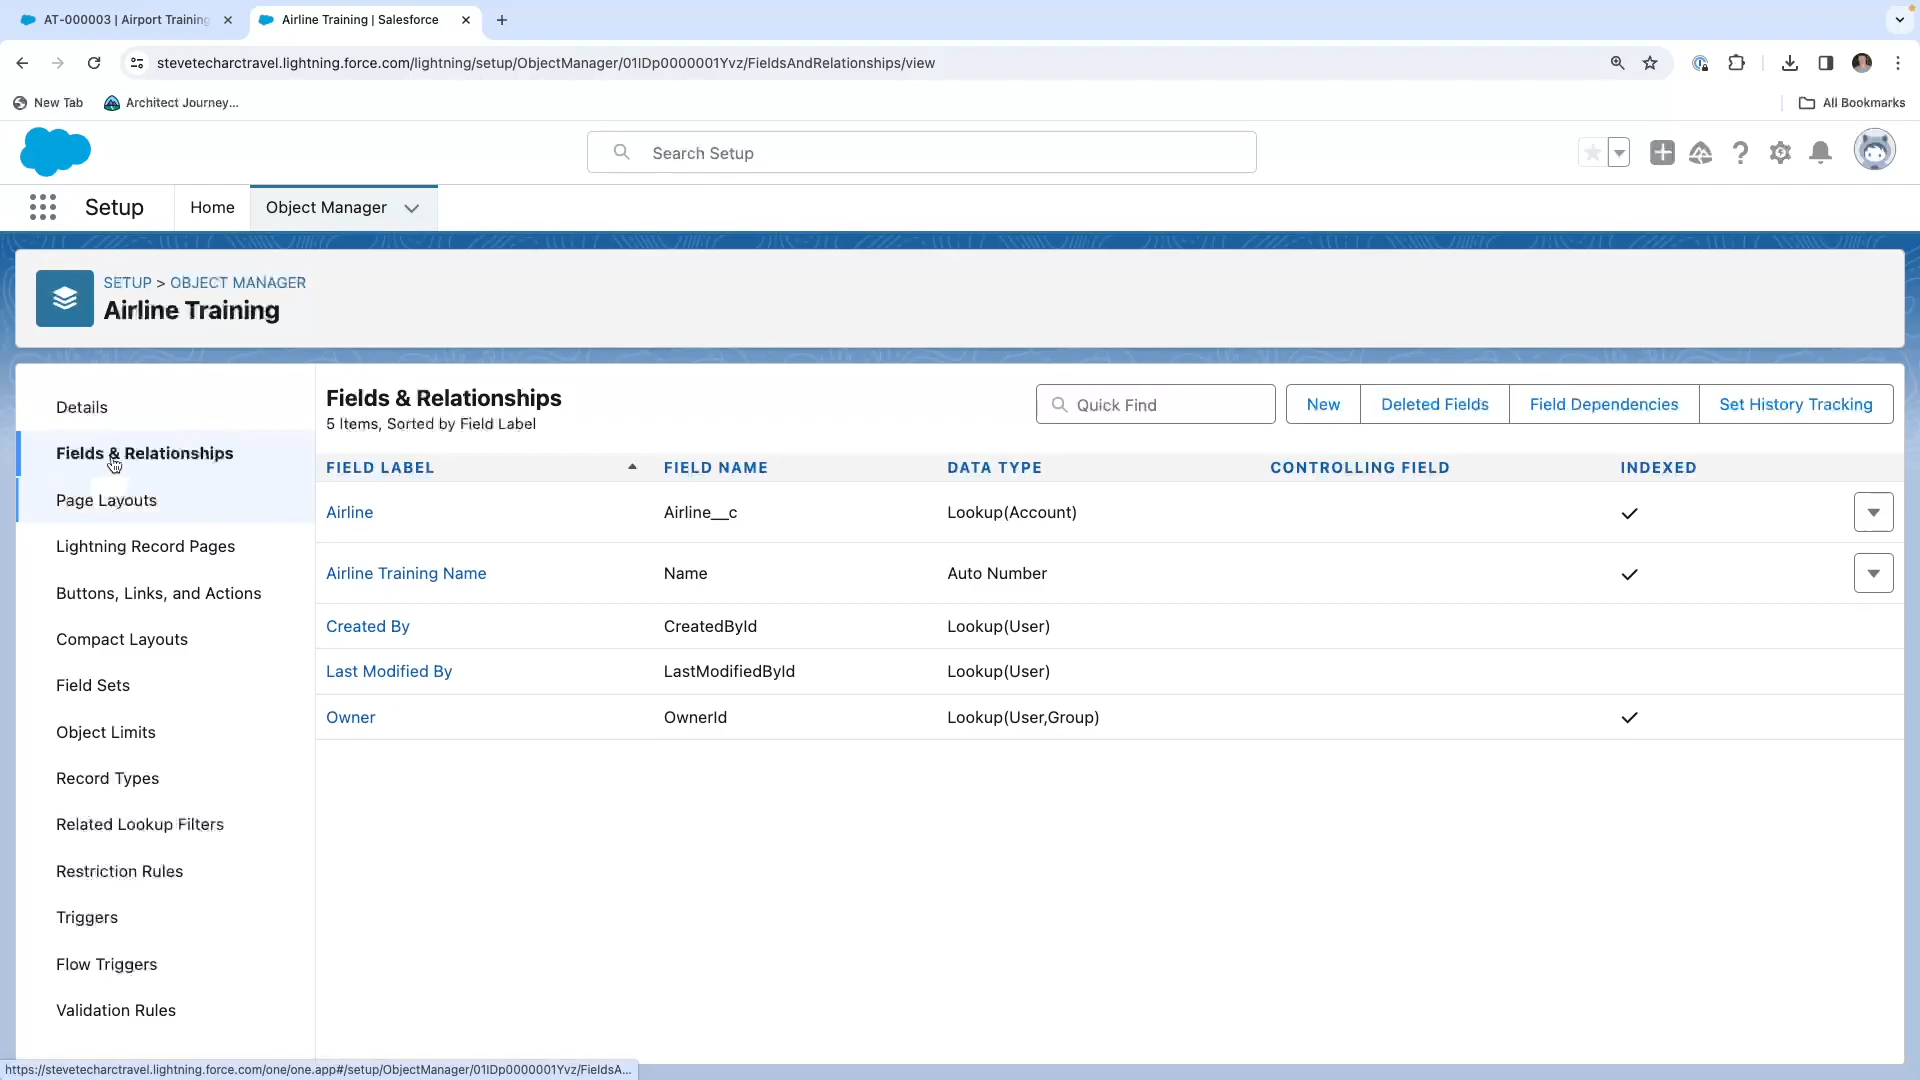 AT-000003 | Airport Training
Airline Training | Salesforce
stevetecharctravel.lightning.force.com/lightning/setup/ObjectManager/01IDp0000001Yvz/FieldsAndRelationships/view
New Tab
Architect Journey...
All Bookmarks
Search Setup
Setup
Home
Object Manager
SETUP > OBJECT MANAGER
Airline Training
Details
Fields & Relationships
Page Layouts
Lightning Record Pages
Buttons, Links, and Actions
Compact Layouts
Field Sets
Object Limits
Record Types
Related Lookup Filters
Restriction Rules
Triggers
Flow Triggers
Validation Rules
Fields & Relationships
5 Items, Sorted by Field Label
Quick Find
New
Deleted Fields
Field Dependencies
Set History Tracking
FIELD LABEL FIELD NAME DATA TYPE CONTROLLING FIELD INDEXED
Airline Airline__c Lookup(Account)
Airline Training Name Name Auto Number
Created By CreatedById Lookup(User)
Last Modified By LastModifiedById Lookup(User)
Owner OwnerId Lookup(User,Group)
https://stevetecharctravel.lightning.force.com/one/one.app#/setup/ObjectManager/01IDp0000001Yvz/FieldsA...